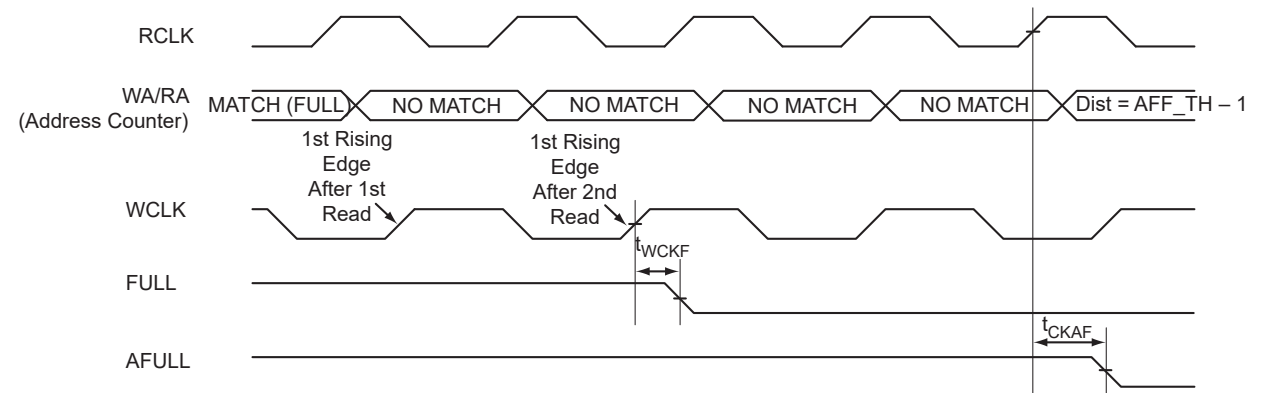 RCLK
WA/RA
(Address Counter)
MATCH (FULL)
NO MATCH
NO MATCH
NO MATCH
NO MATCH
Dist = AFF_TH – 1
1st Rising
Edge
After 1st
Read
1st Rising
Edge
After 2nd
Read
WCLK
tWCKF
FULL
tCKAF
AFULL